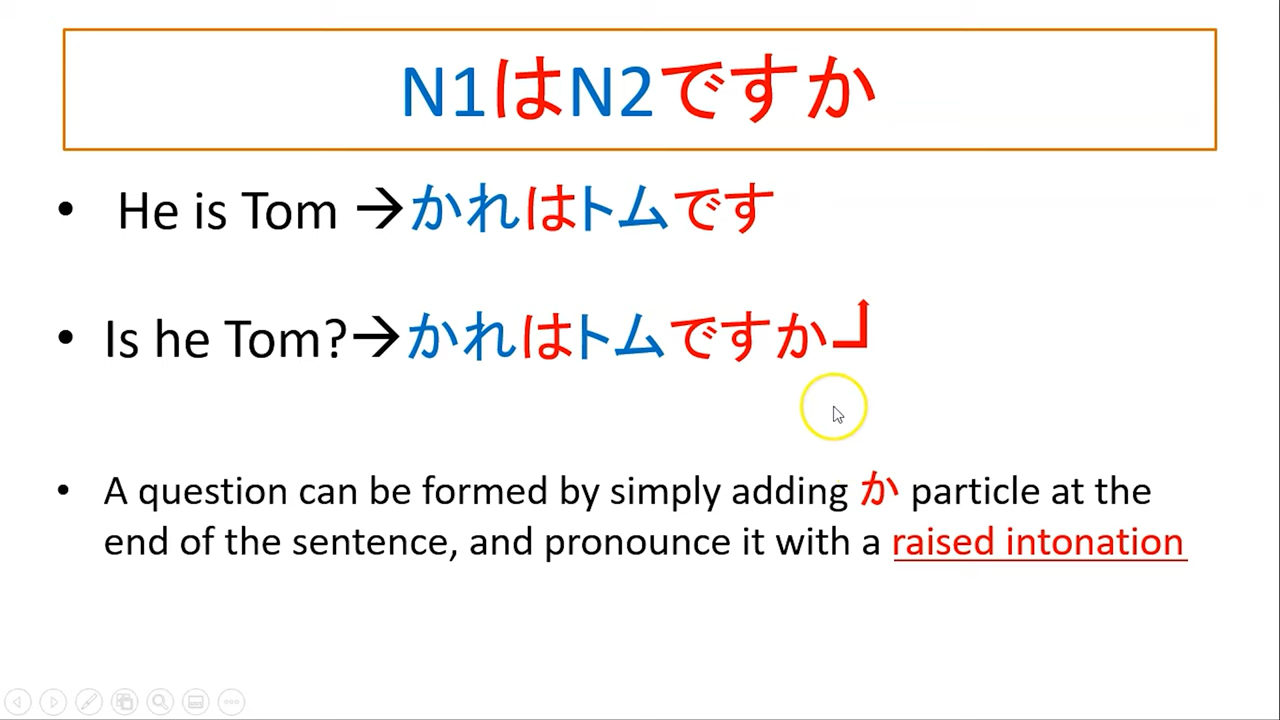 N1はN2ですか
• He is Tom →かれはトムです
• Is he Tom?→かれはトムですか
• A question can be formed by simply adding か particle at the
end of the sentence, and pronounce it with a raised intonation